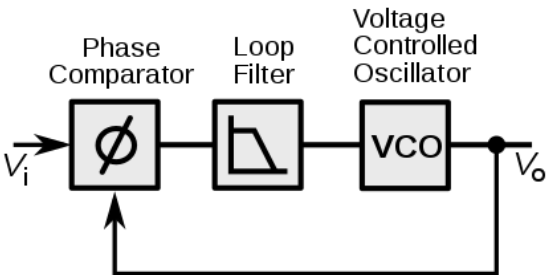 Phase
Comparator
Loop
Filter
Voltage
Controlled
Oscillator
Vi
ϕ
VCO
Vo